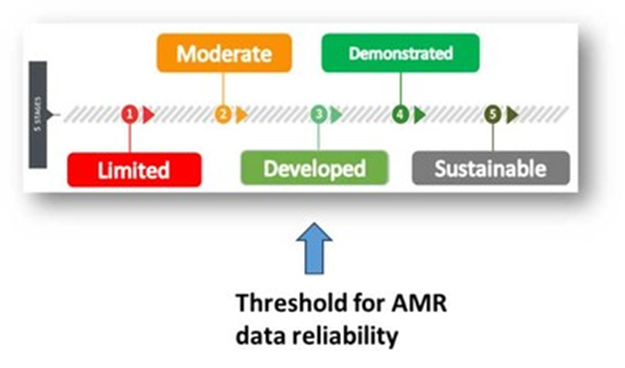 5 STAGES
Moderate
Demonstrated
1
2
3
4
5
Limited
Developed
Sustainable
Threshold for AMR
data reliability